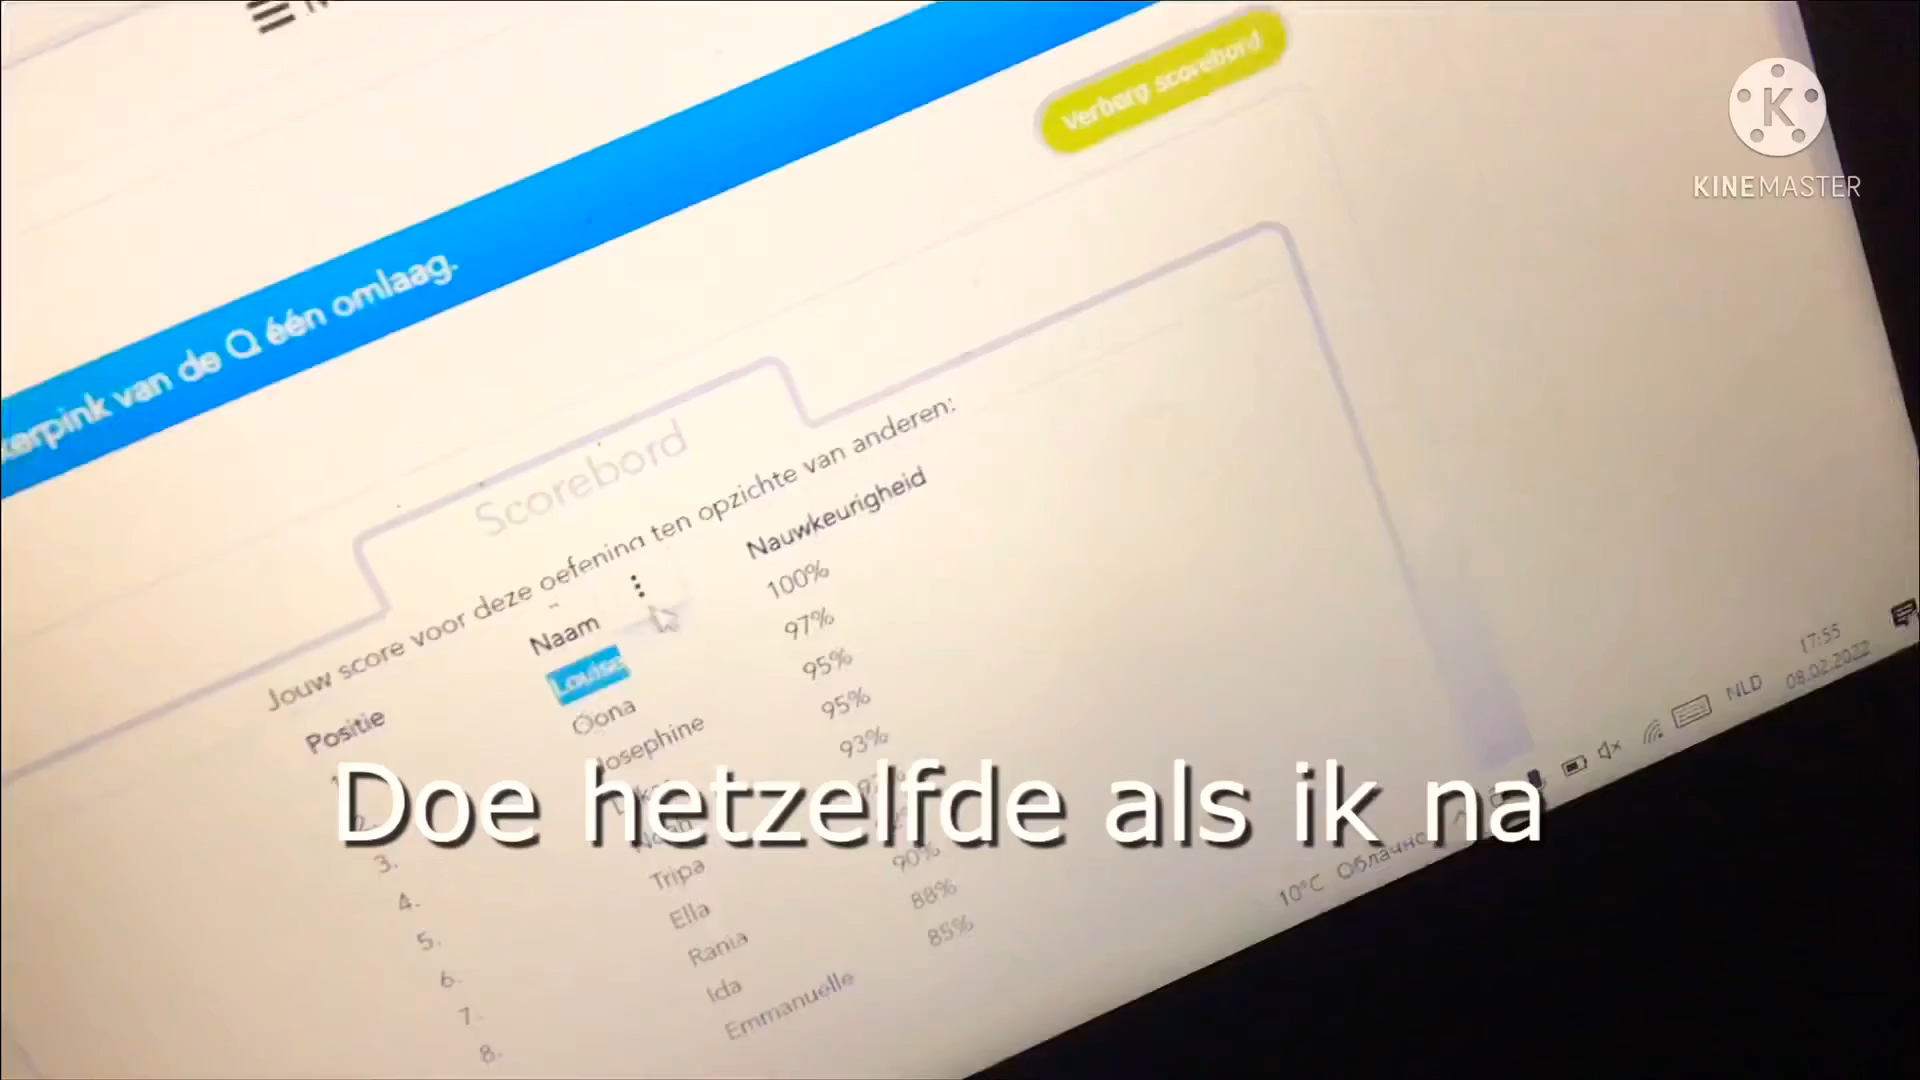 Verberg scorebord
KINEMASTER
kerpink van de Q één omlaag.
Scorebord
Jouw score voor deze oefening ten opzichte van anderen:
Positie Naam Nauwkeurigheid
Louise 100%
Oona 97%
3. Josephine 95%
4. 95%
5. Noah 93%
6. Tripa
7. Ella
8. Rania 90%
Ida 88%
Emmanuelle 85%
Doe hetzelfde als ik na
10°C Облачно
NLD
17:55
08.02.2022